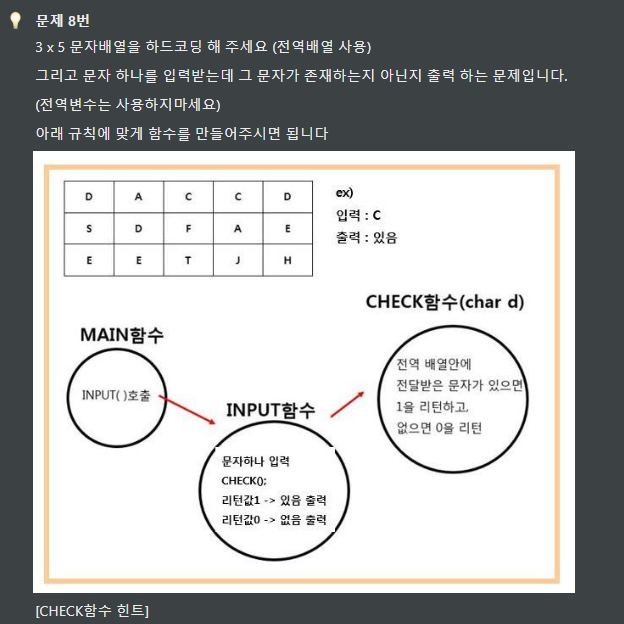 문제 8번
3 x 5 문자배열을 하드코딩 해 주세요 (전역배열 사용)
그리고 문자 하나를 입력받는데 그 문자가 존재하는지 아닌지 출력 하는 문제입니다.
(전역변수는 사용하지마세요)
아래 규칙에 맞게 함수를 만들어주시면 됩니다
D A C C D
S D F A E
E E T J H
ex)
입력 : C
출력 : 있음
MAIN함수
INPUT( )호출
INPUT함수
문자하나 입력
CHECK();
리턴값1 -> 있음 출력
리턴값0 -> 없음 출력
CHECK함수(char d)
전역 배열안에
전달받은 문자가 있으면
1을 리턴하고,
없으면 0을 리턴
[CHECK함수 힌트]